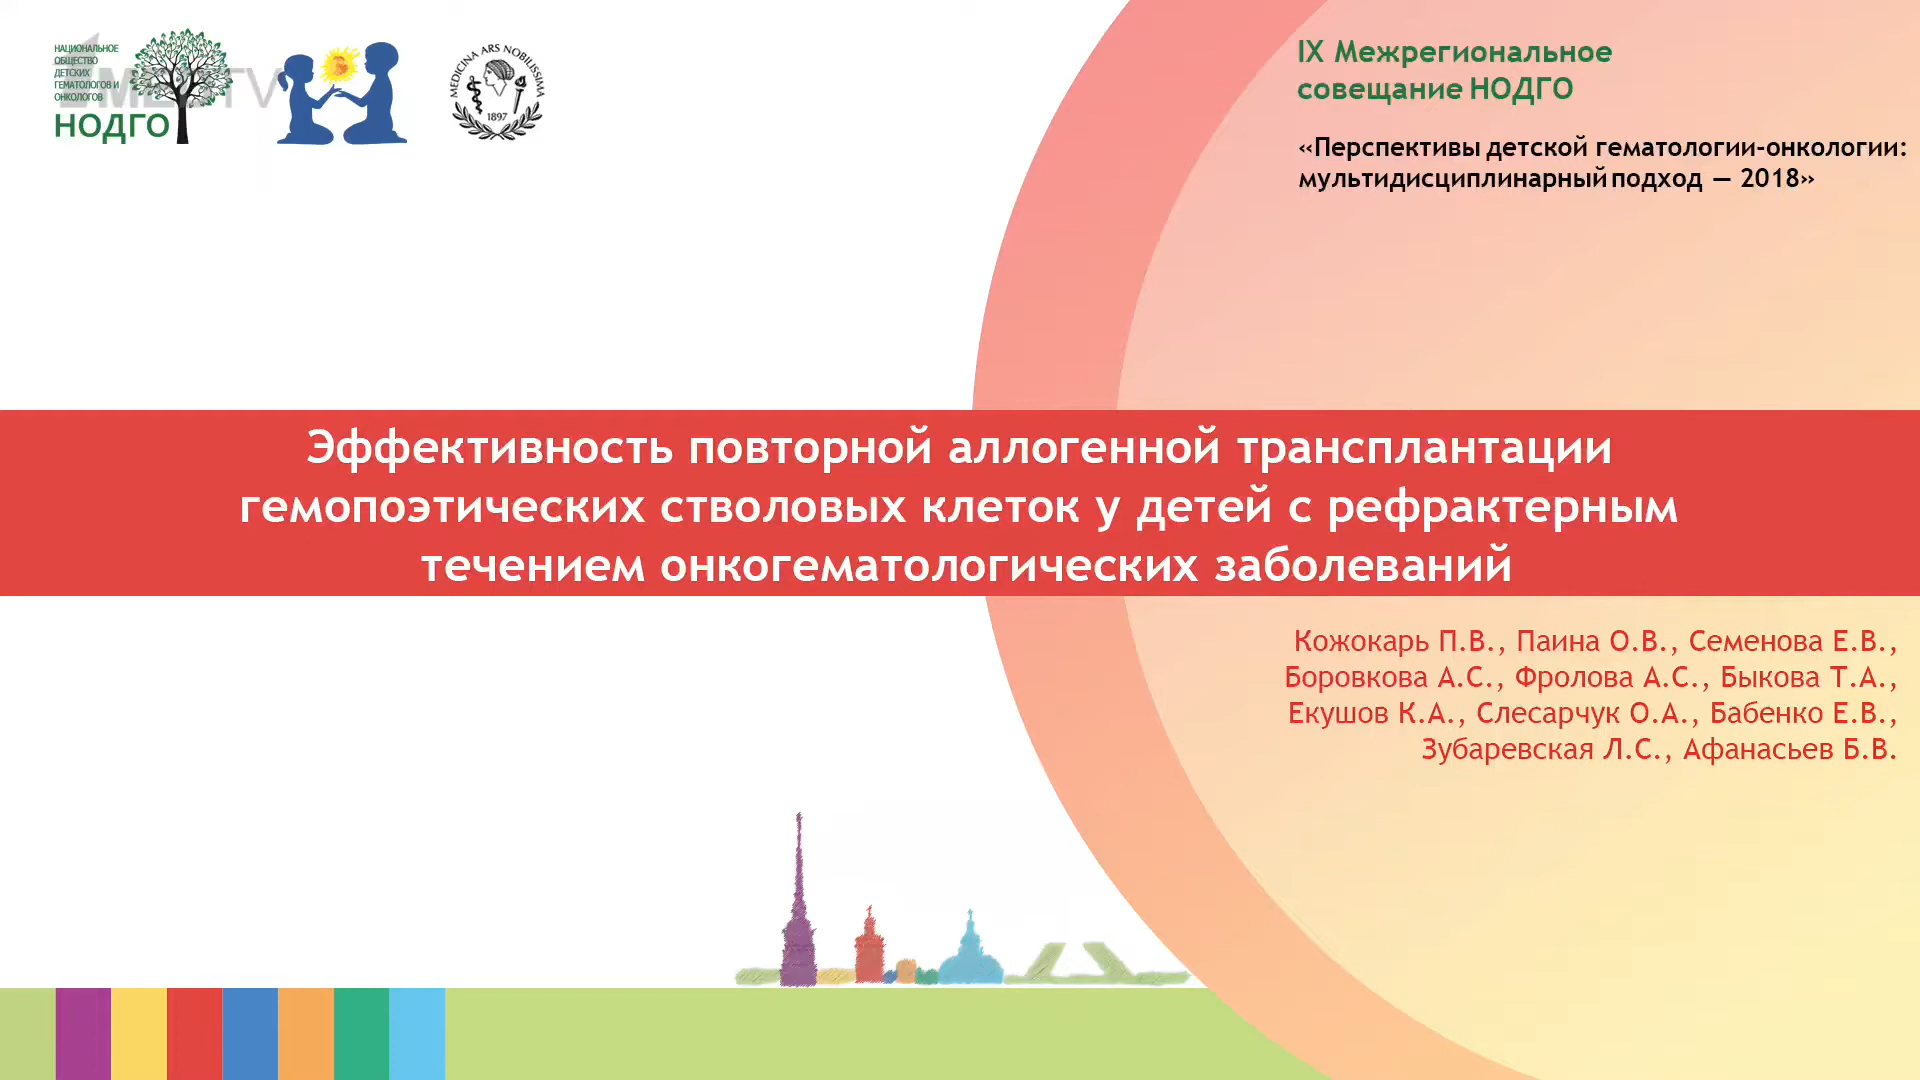 НАЦИОНАЛЬНОЕ
ОБЩЕСТВО
ДЕТСКИХ
ГЕМАТОЛОГОВ И
ОНКОЛОГОВ
НОДГО
MEDICINA ARS NOBILISSIMA
1897
IX Межрегиональное
совещание НОДГО
«Перспективы детской гематологии-онкологии:
мультидисциплинарный подход — 2018»
Эффективность повторной аллогенной трансплантации
гемопоэтических стволовых клеток у детей с рефрактерным
течением онкогематологических заболеваний
Кожокарь П.В., Паина О.В., Семенова Е.В.,
Боровкова А.С., Фролова А.С., Быкова Т.А.,
Екушов К.А., Слесарчук О.А., Бабенко Е.В.,
Зубаревская Л.С., Афанасьев Б.В.